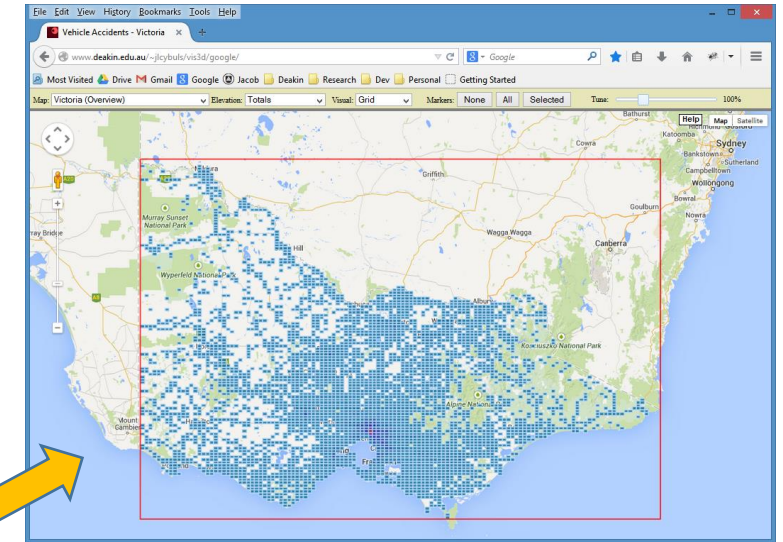 File Edit View History Bookmarks Tools Help
Vehicle Accidents - Victoria
www.deakin.edu.au/~jlcybuls/vis3d/google/
Google
Most Visited Drive Gmail Google Jacob Deakin Research Dev Personal Getting Started
Map: Victoria (Overview) Elevation: Totals Visual: Grid Markers: None All Selected Tune: 100%
Help Map Satellite
Bathurst
Katoomba
Cowra
Sydney
Bankstown
Sutherland
Campbelltown
Griffith
Wollongong
Bowral
Goulburn
Nowra
Murray Sunset
National Park
Wagga Wagga
Canberra
Hill
Wyperfeld National Park
Albury
Kosciuszko National Park
Alpine National
Mount
Gambier